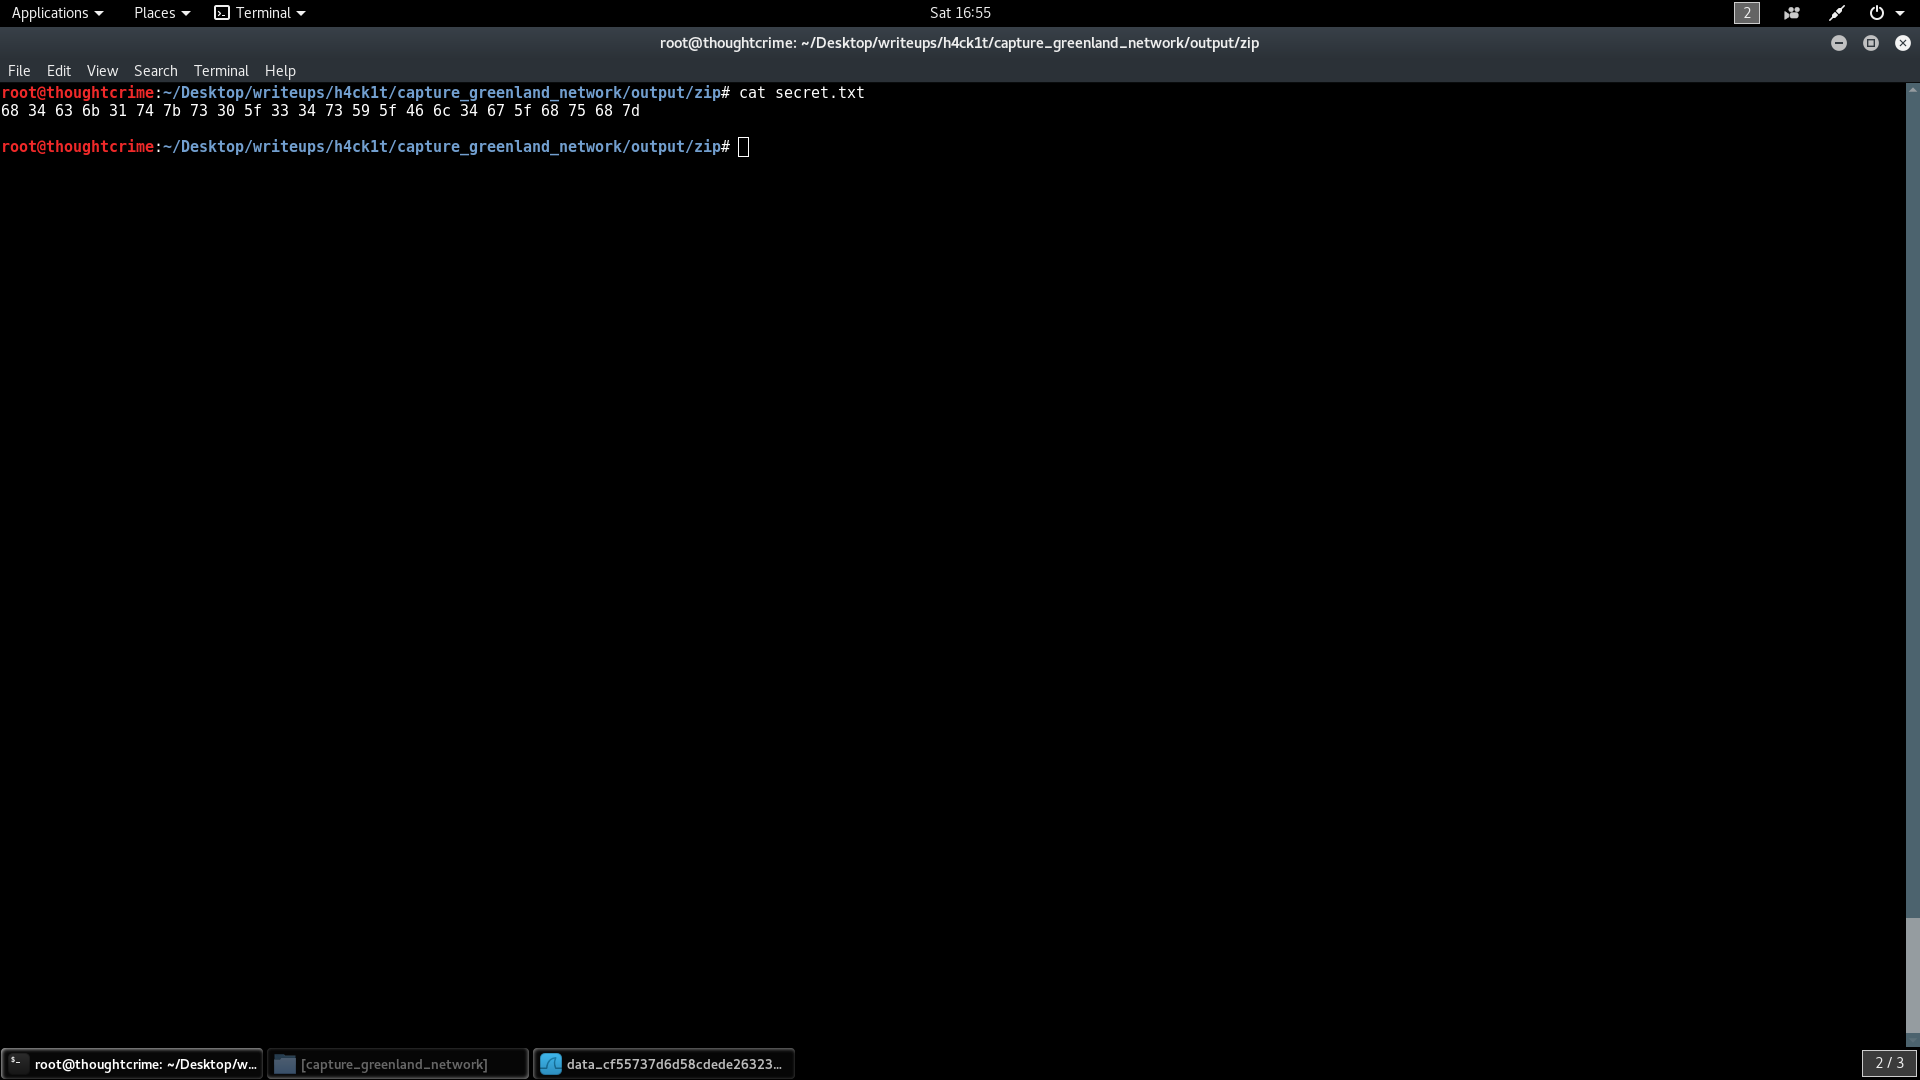 Applications Places Terminal Sat 16:55 2
root@thoughtcrime: ~/Desktop/writeups/h4ck1t/capture_greenland_network/output/zip
File Edit View Search Terminal Help
root@thoughtcrime:~/Desktop/writeups/h4ck1t/capture_greenland_network/output/zip# cat secret.txt
68 34 63 6b 31 74 7b 73 30 5f 33 34 73 59 5f 46 6c 34 67 5f 68 75 68 7d
root@thoughtcrime:~/Desktop/writeups/h4ck1t/capture_greenland_network/output/zip#
root@thoughtcrime: ~/Desktop/w... [capture_greenland_network] data_cf55737d6d58cdede26323... 2 / 3